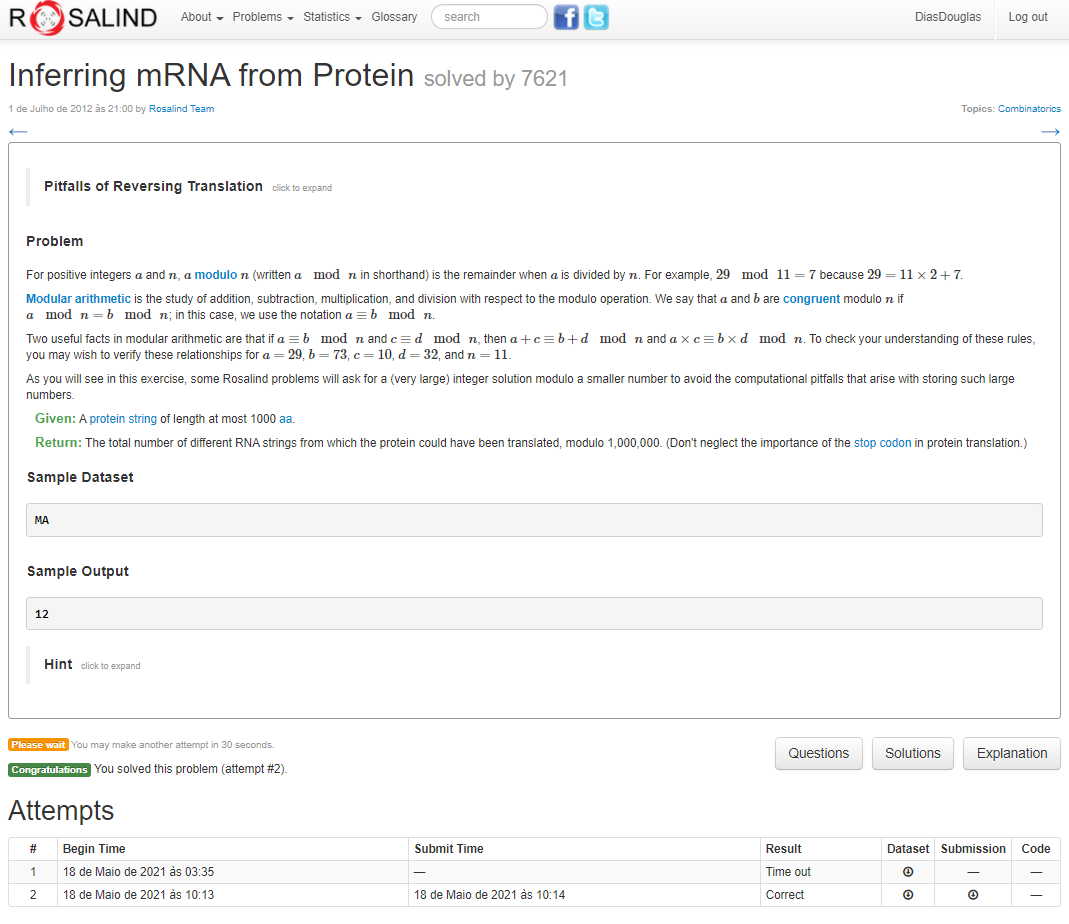 ROSALIND About Problems Statistics Glossary search DiasDouglas Log out
Inferring mRNA from Protein solved by 7621
1 de Julho de 2012 às 21:00 by Rosalind Team Topics: Combinatorics
← →
Pitfalls of Reversing Translation click to expand
Problem
For positive integers a and n, a modulo n (written a mod n in shorthand) is the remainder when a is divided by n. For example, 29 mod 11 = 7 because 29 = 11 × 2 + 7.
Modular arithmetic is the study of addition, subtraction, multiplication, and division with respect to the modulo operation. We say that a and b are congruent modulo n if
a mod n = b mod n; in this case, we use the notation a ≡ b mod n.
Two useful facts in modular arithmetic are that if a ≡ b mod n and c ≡ d mod n, then a + c ≡ b + d mod n and a × c ≡ b × d mod n. To check your understanding of these rules,
you may wish to verify these relationships for a = 29, b = 73, c = 10, d = 32, and n = 11.
As you will see in this exercise, some Rosalind problems will ask for a (very large) integer solution modulo a smaller number to avoid the computational pitfalls that arise with storing such large
numbers.
Given: A protein string of length at most 1000 aa.
Return: The total number of different RNA strings from which the protein could have been translated, modulo 1,000,000. (Don't neglect the importance of the stop codon in protein translation.)
Sample Dataset
MA
Sample Output
12
Hint click to expand
Please wait You may make another attempt in 30 seconds.
Congratulations You solved this problem (attempt #2).
Questions Solutions Explanation
Attempts
# Begin Time Submit Time Result Dataset Submission Code
1 18 de Maio de 2021 às 03:35 — Time out — —
2 18 de Maio de 2021 às 10:13 18 de Maio de 2021 às 10:14 Correct —